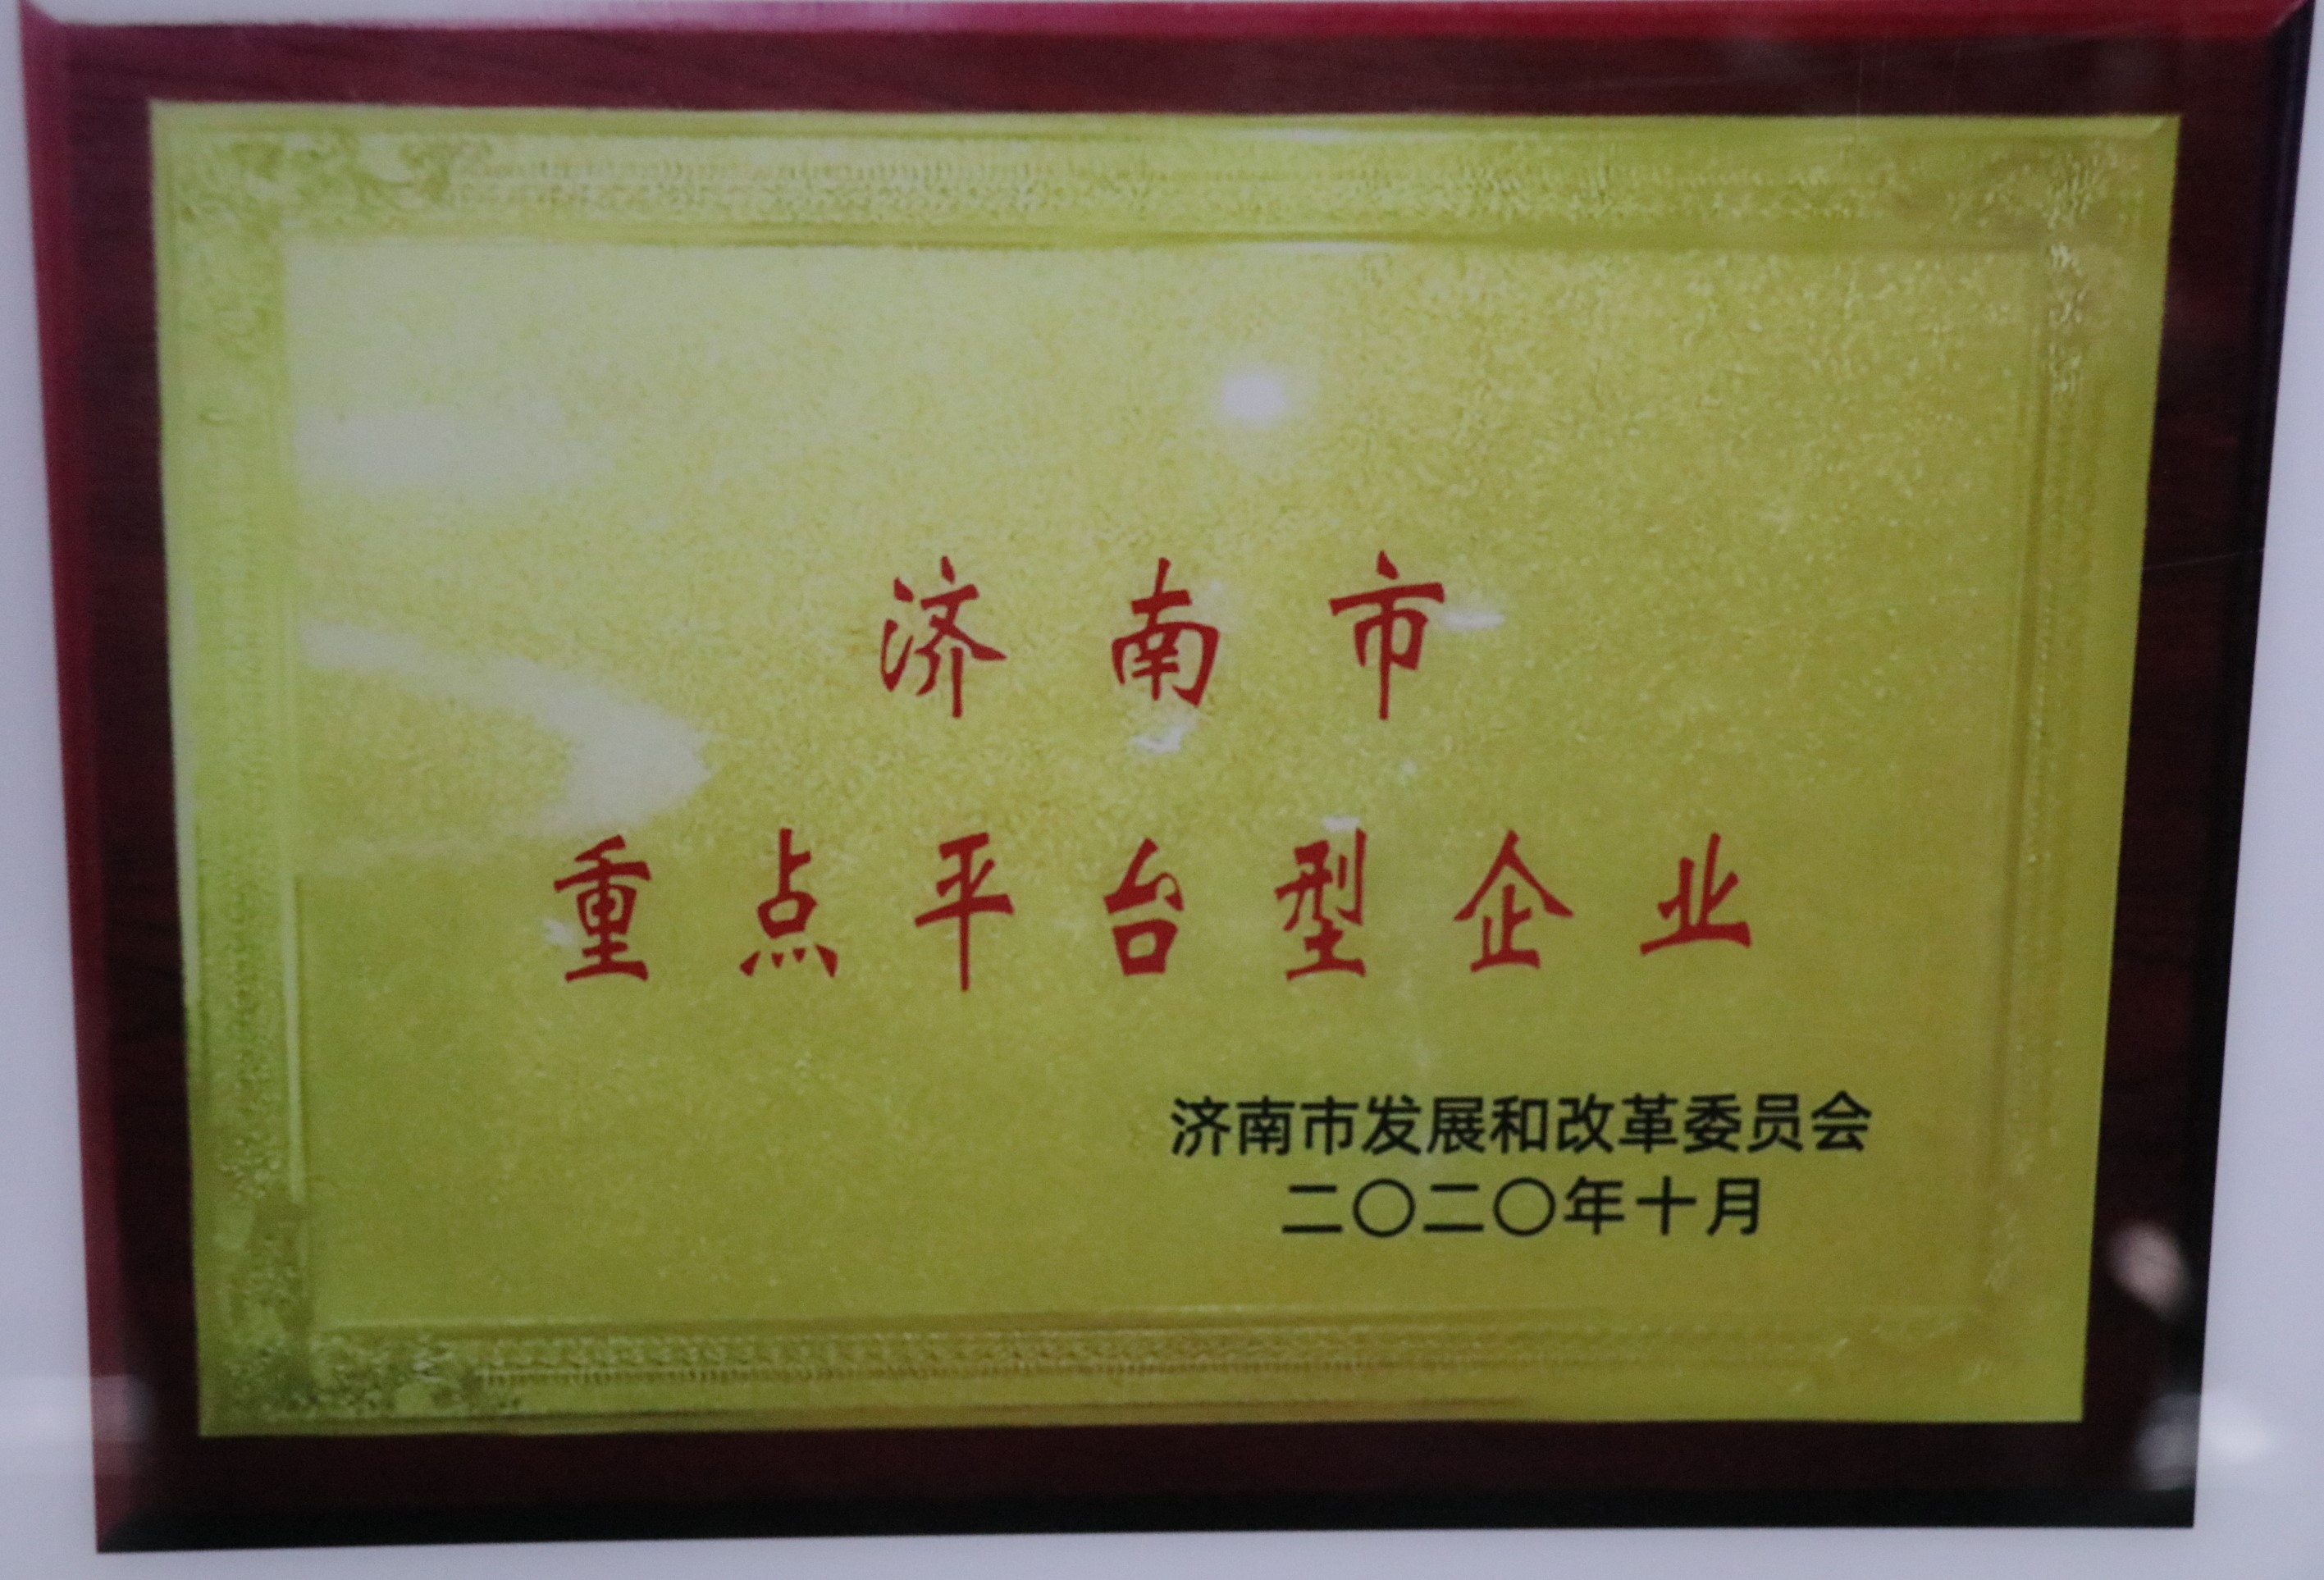 济南市
重点平台型企业
济南市发展和改革委员会
二〇二〇年十月